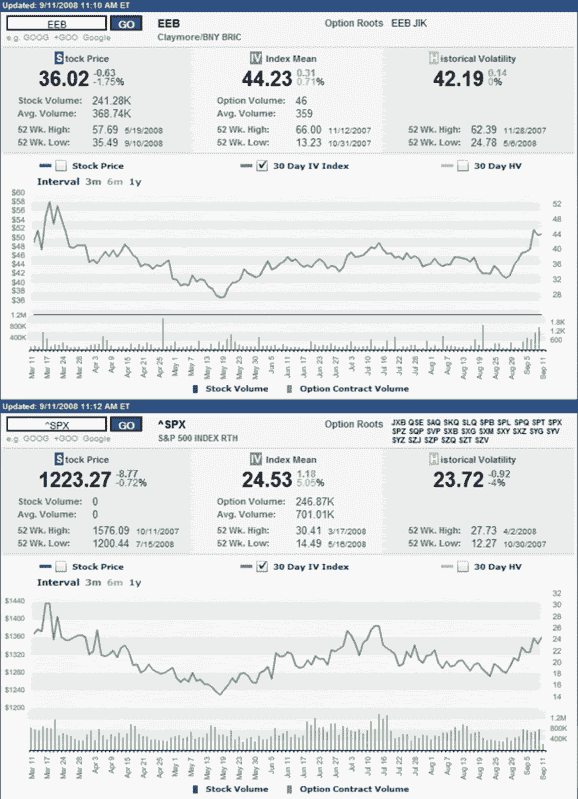 Updated: 9/11/2008 11:10 AM ET
EEB GO EEB Option Roots EEB JIK
e.g. GOOG +GOO Google Claymore/BNY BRIC
Stock Price IV Index Mean Historical Volatility
36.02 -0.63 -1.75% 44.23 0.31 0.71% 42.19 0.14 0%
Stock Volume: 241.28K Option Volume: 46
Avg. Volume: 368.74K Avg. Volume: 359
52 Wk. High: 57.69 5/19/2008 52 Wk. High: 66.00 11/12/2007 52 Wk. High: 62.39 11/28/2007
52 Wk. Low: 35.49 9/10/2008 52 Wk. Low: 13.23 10/31/2007 52 Wk. Low: 24.78 5/6/2008
Stock Price 30 Day IV Index 30 Day HV
Interval 3m 6m 1y
$60
$58 52
$56
$54
$52 48
$50 44
$48
$46 40
$44
$42 36
$40 32
$38
$36 28
1.2M 1.8K
800K 1.2K
400K 600
Mar 11 Mar 17 Mar 24 Mar 28 Apr 3 Apr 9 Apr 15 Apr 21 Apr 25 May 1 May 7 May 13 May 19 May 23 May 30 Jun 5 Jun 11 Jun 17 Jun 23 Jun 27 Jul 3 Jul 10 Jul 16 Jul 22 Jul 28 Aug 1 Aug 7 Aug 13 Aug 19 Aug 25 Aug 29 Sep 5 Sep 11
Stock Volume Option Contract Volume
Updated: 9/11/2008 11:12 AM ET
^SPX GO ^SPX
e.g. GOOG +GOO Google S&P 500 INDEX RTH
JXB QSE SAQ SKQ SLQ SPB SPL SPQ SPT SPX
SPZ SQP SVP SXB SXG SXM SXY SXZ SYG SYV
SYZ SZJ SZP SZQ SZT SZV
Stock Price IV Index Mean Historical Volatility
1223.27 -8.77 -0.72% 24.53 1.18 5.05% 23.72 -0.92 -4%
Stock Volume: 0 Option Volume: 246.87K
Avg. Volume: 0 Avg. Volume: 701.01K
52 Wk. High: 1576.09 10/11/2007 52 Wk. High: 30.41 3/17/2008 52 Wk. High: 27.73 4/2/2008
52 Wk. Low: 1200.44 7/15/2008 52 Wk. Low: 14.49 5/16/2008 52 Wk. Low: 12.27 10/30/2007
Stock Price 30 Day IV Index 30 Day HV
Interval 3m 6m 1y
32
$1440 30
28
$1400 26
$1360 24
22
$1320 20
$1280 18
16
$1240 14
$1200
1.2M
800K
400K
Mar 11 Mar 17 Mar 24 Mar 28 Apr 3 Apr 9 Apr 15 Apr 21 Apr 25 May 1 May 7 May 13 May 19 May 23 May 30 Jun 5 Jun 11 Jun 17 Jun 23 Jun 27 Jul 3 Jul 10 Jul 16 Jul 22 Jul 28 Aug 1 Aug 7 Aug 13 Aug 19 Aug 25 Aug 29 Sep 5 Sep 11
Stock Volume Option Contract Volume